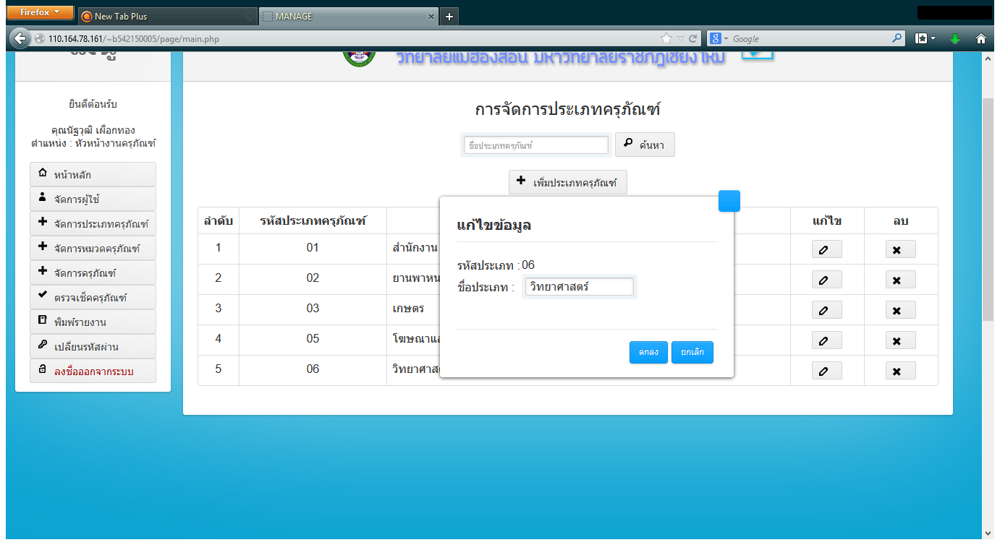 Firefox
New Tab Plus
MANAGE
110.164.78.161/~b542150005/page/main.php
Google
วิทยาลัยแม่ฮ่องสอน มหาวิทยาลัยราชภัฏเชียงใหม่
ยินดีต้อนรับ
คุณนัฐวุฒิ เผือกทอง
ตำแหน่ง : หัวหน้างานครุภัณฑ์
หน้าหลัก
จัดการผู้ใช้
จัดการประเภทครุภัณฑ์
จัดการหมวดครุภัณฑ์
จัดการครุภัณฑ์
ตรวจเช็คครุภัณฑ์
พิมพ์รายงาน
เปลี่ยนรหัสผ่าน
ลงชื่อออกจากระบบ
การจัดการประเภทครุภัณฑ์
ชื่อประเภทครุภัณฑ์ ค้นหา
เพิ่มประเภทครุภัณฑ์
ลำดับ รหัสประเภทครุภัณฑ์ แก้ไข ลบ
1 01 สำนักงาน
2 02 ยานพาหน
3 03 เกษตร
4 05 โฆษณาแล
5 06 วิทยาศาส
แก้ไขข้อมูล
รหัสประเภท : 06
ชื่อประเภท : วิทยาศาสตร์
ตกลง ยกเลิก